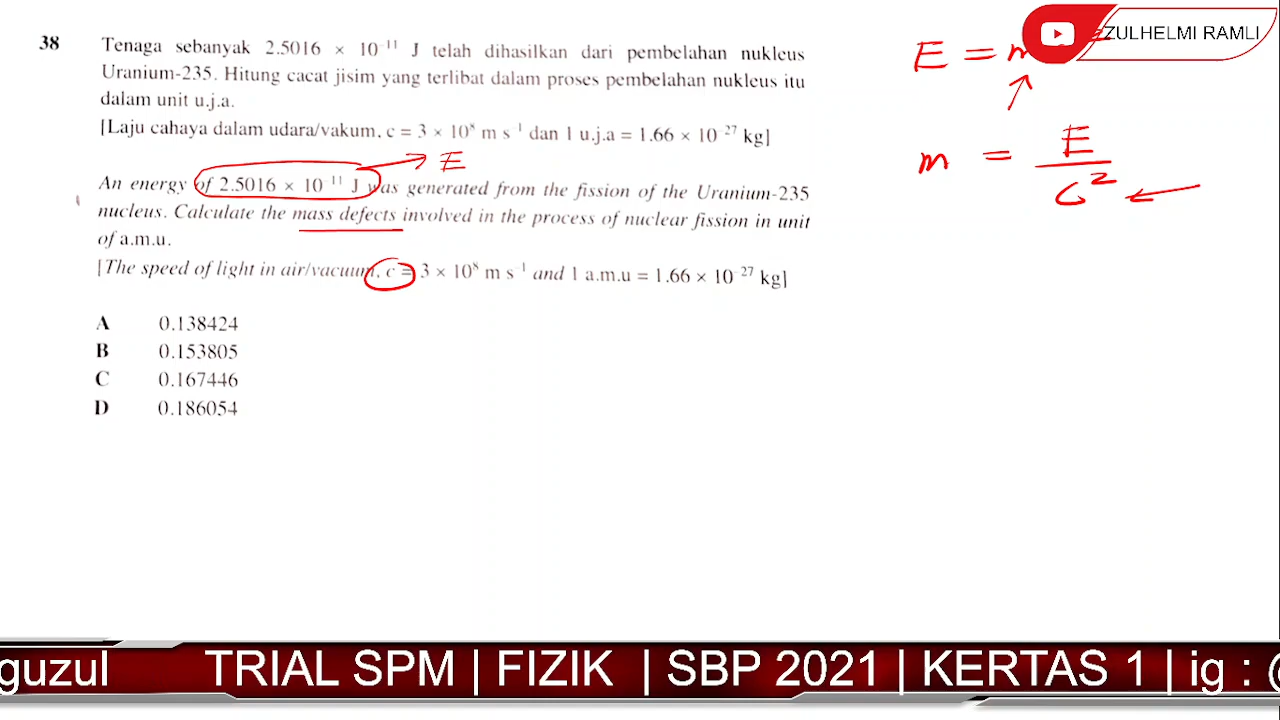 38 Tenaga sebanyak 2.5016 × 10⁻¹¹ J telah dihasilkan dari pembelahan nukleus
Uranium-235. Hitung cacat jisim yang terlibat dalam proses pembelahan nukleus itu
dalam unit u.j.a.
[Laju cahaya dalam udara/vakum, c = 3 × 10⁸ m s⁻¹ dan 1 u.j.a = 1.66 × 10⁻²⁷ kg]
An energy of 2.5016 × 10⁻¹¹ J was generated from the fission of the Uranium-235
nucleus. Calculate the mass defects involved in the process of nuclear fission in unit
of a.m.u.
[The speed of light in air/vacuum, c = 3 × 10⁸ m s⁻¹ and 1 a.m.u = 1.66 × 10⁻²⁷ kg]
A 0.138424
B 0.153805
C 0.167446
D 0.186054
E
E = m
ZULHELMI RAMLI
m = E
c²
guzul TRIAL SPM | FIZIK | SBP 2021 | KERTAS 1 | ig : @